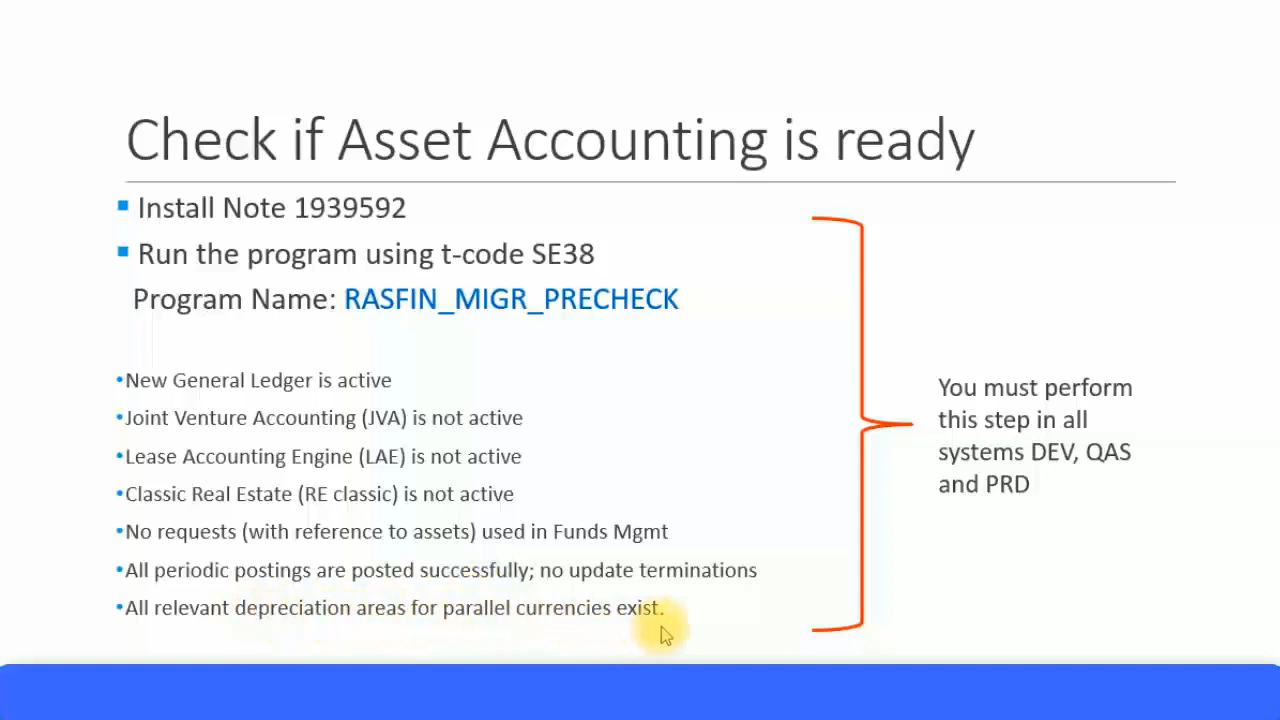 Check if Asset Accounting is ready
Install Note 1939592
Run the program using t-code SE38
Program Name: RASFIN_MIGR_PRECHECK
•New General Ledger is active
•Joint Venture Accounting (JVA) is not active
•Lease Accounting Engine (LAE) is not active
•Classic Real Estate (RE classic) is not active
•No requests (with reference to assets) used in Funds Mgmt
•All periodic postings are posted successfully; no update terminations
•All relevant depreciation areas for parallel currencies exist.
You must perform
this step in all
systems DEV, QAS
and PRD